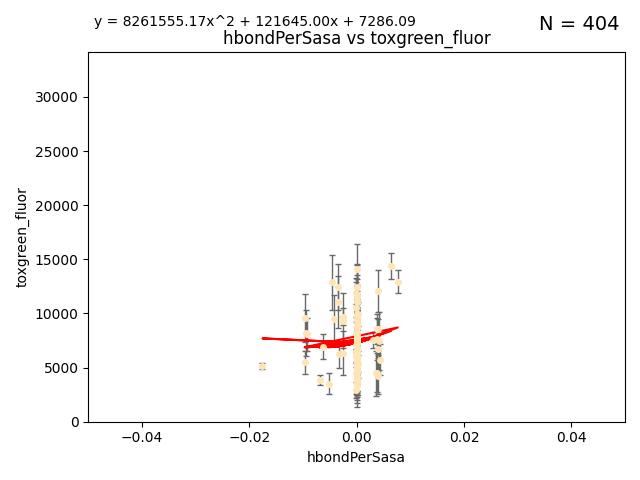 y = 8261555.17x^2 + 121645.00x + 7286.09
N = 404
hbondPerSasa vs toxgreen_fluor
30000
25000
20000
15000
10000
5000
0
toxgreen_fluor
−0.04
−0.02
0.00
0.02
0.04
hbondPerSasa